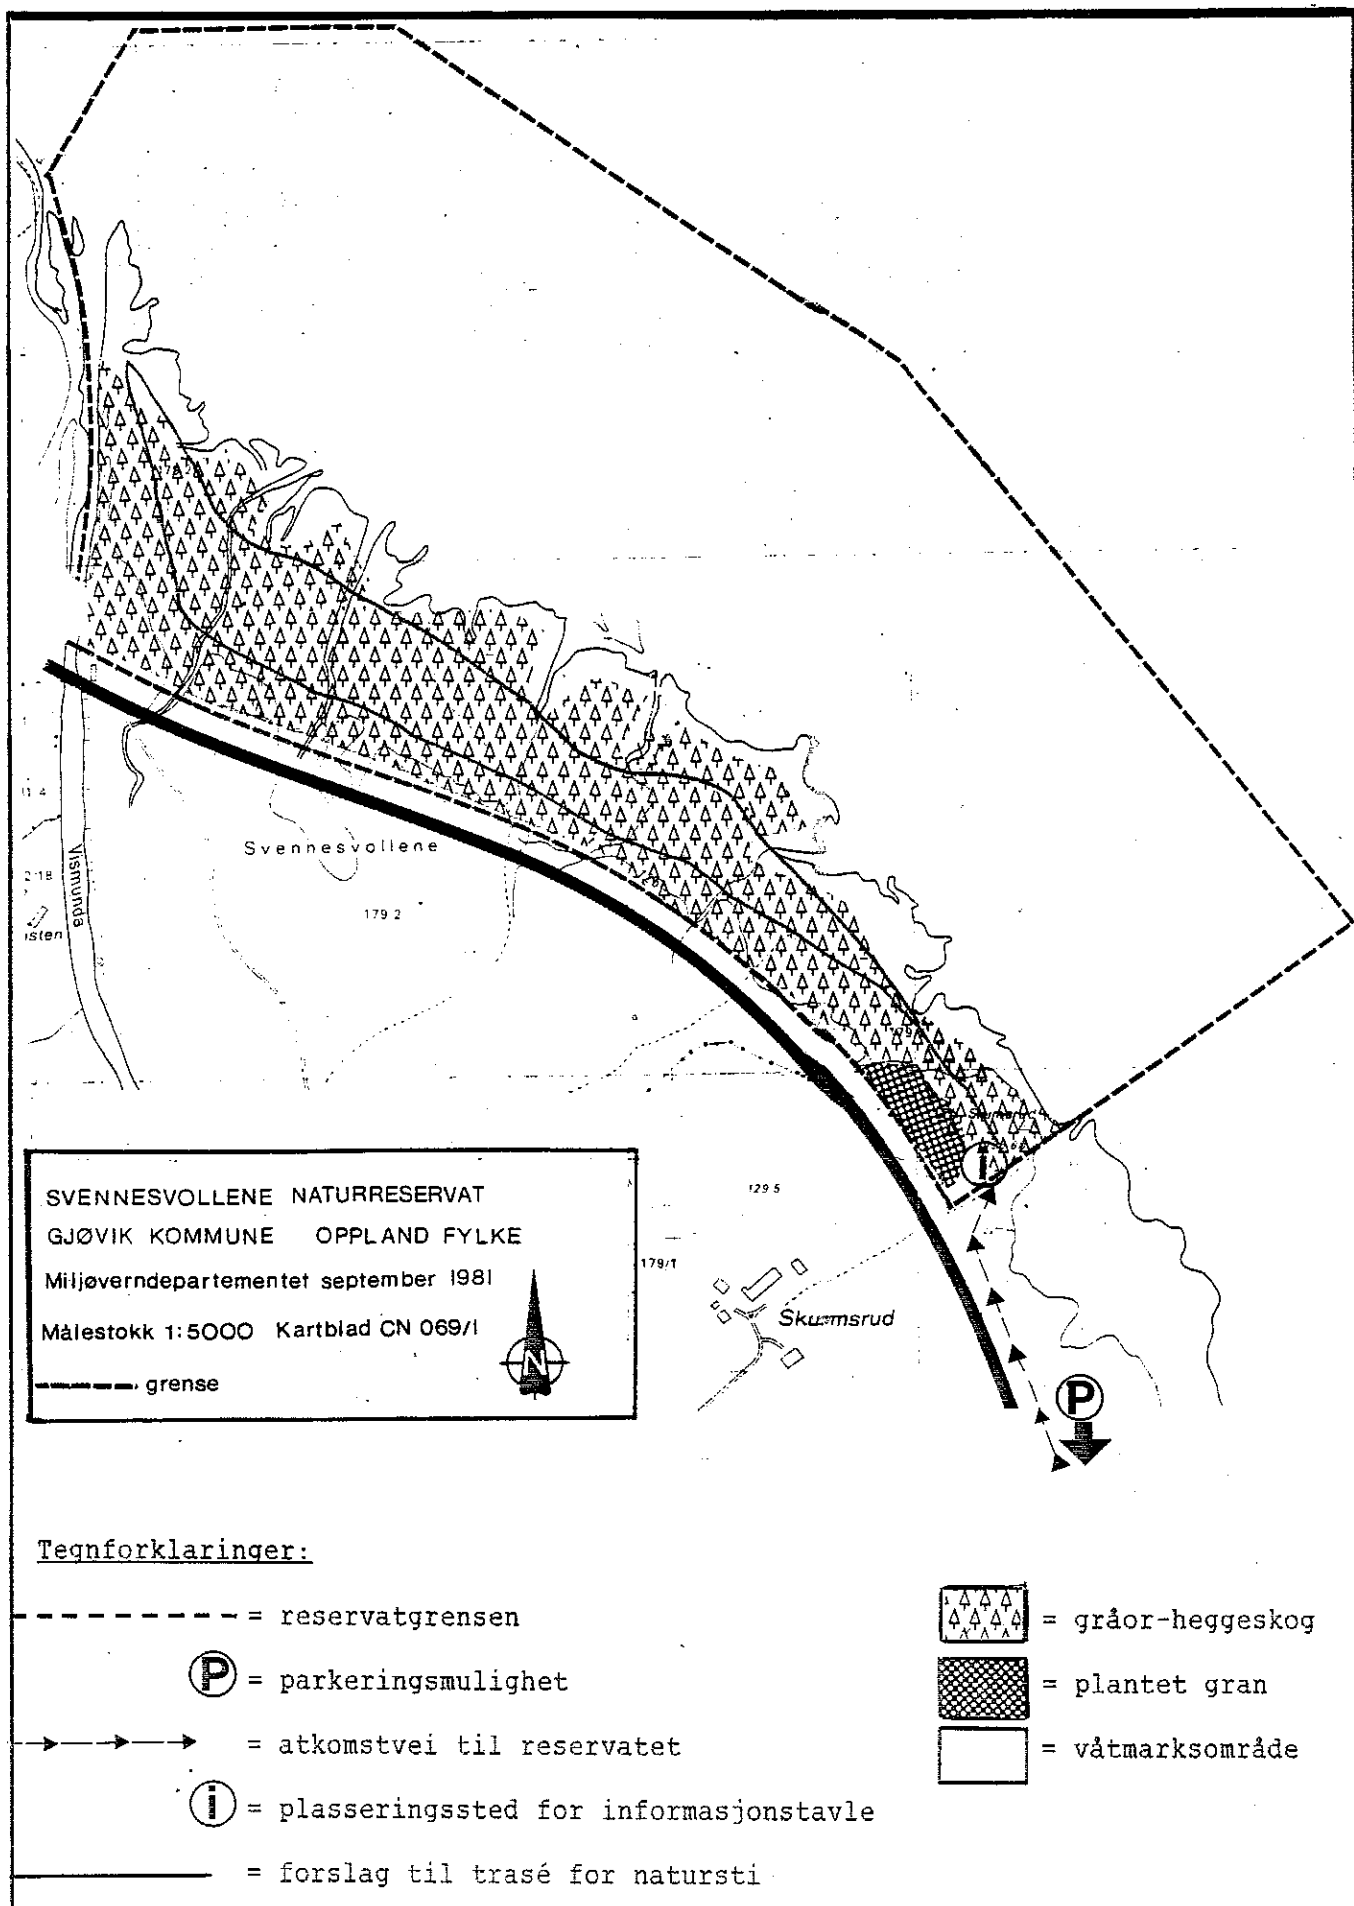 Svennesvollene
179 2
Vismunda
129 5
179/1
Skumsrud
SVENNESVOLLENE NATURRESERVAT
GJØVIK KOMMUNE OPPLAND FYLKE
Miljøverndepartementet september 1981
Målestokk 1:5000 Kartblad CN 069/1
N
grense
i
P
Tegnforklaringer:
= reservatgrensen
P = parkeringsmulighet
= atkomstvei til reservatet
i = plasseringssted for informasjonstavle
= forslag til trasé for natursti
= gråor-heggeskog
= plantet gran
= våtmarksområde